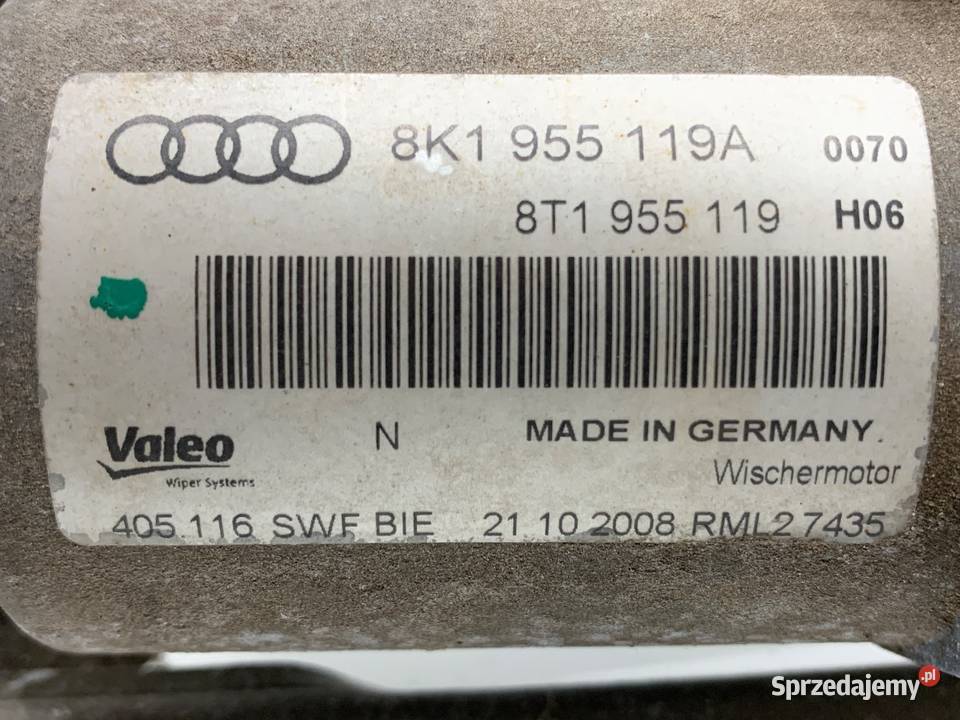 8K1 955 119A 0070
8T1 955 119 H06
Valeo N MADE IN GERMANY.
Wiper Systems Wischermotor
405.116 SWF BIE 21.10.2008 RML2 7435
Sprzedajemy.pl